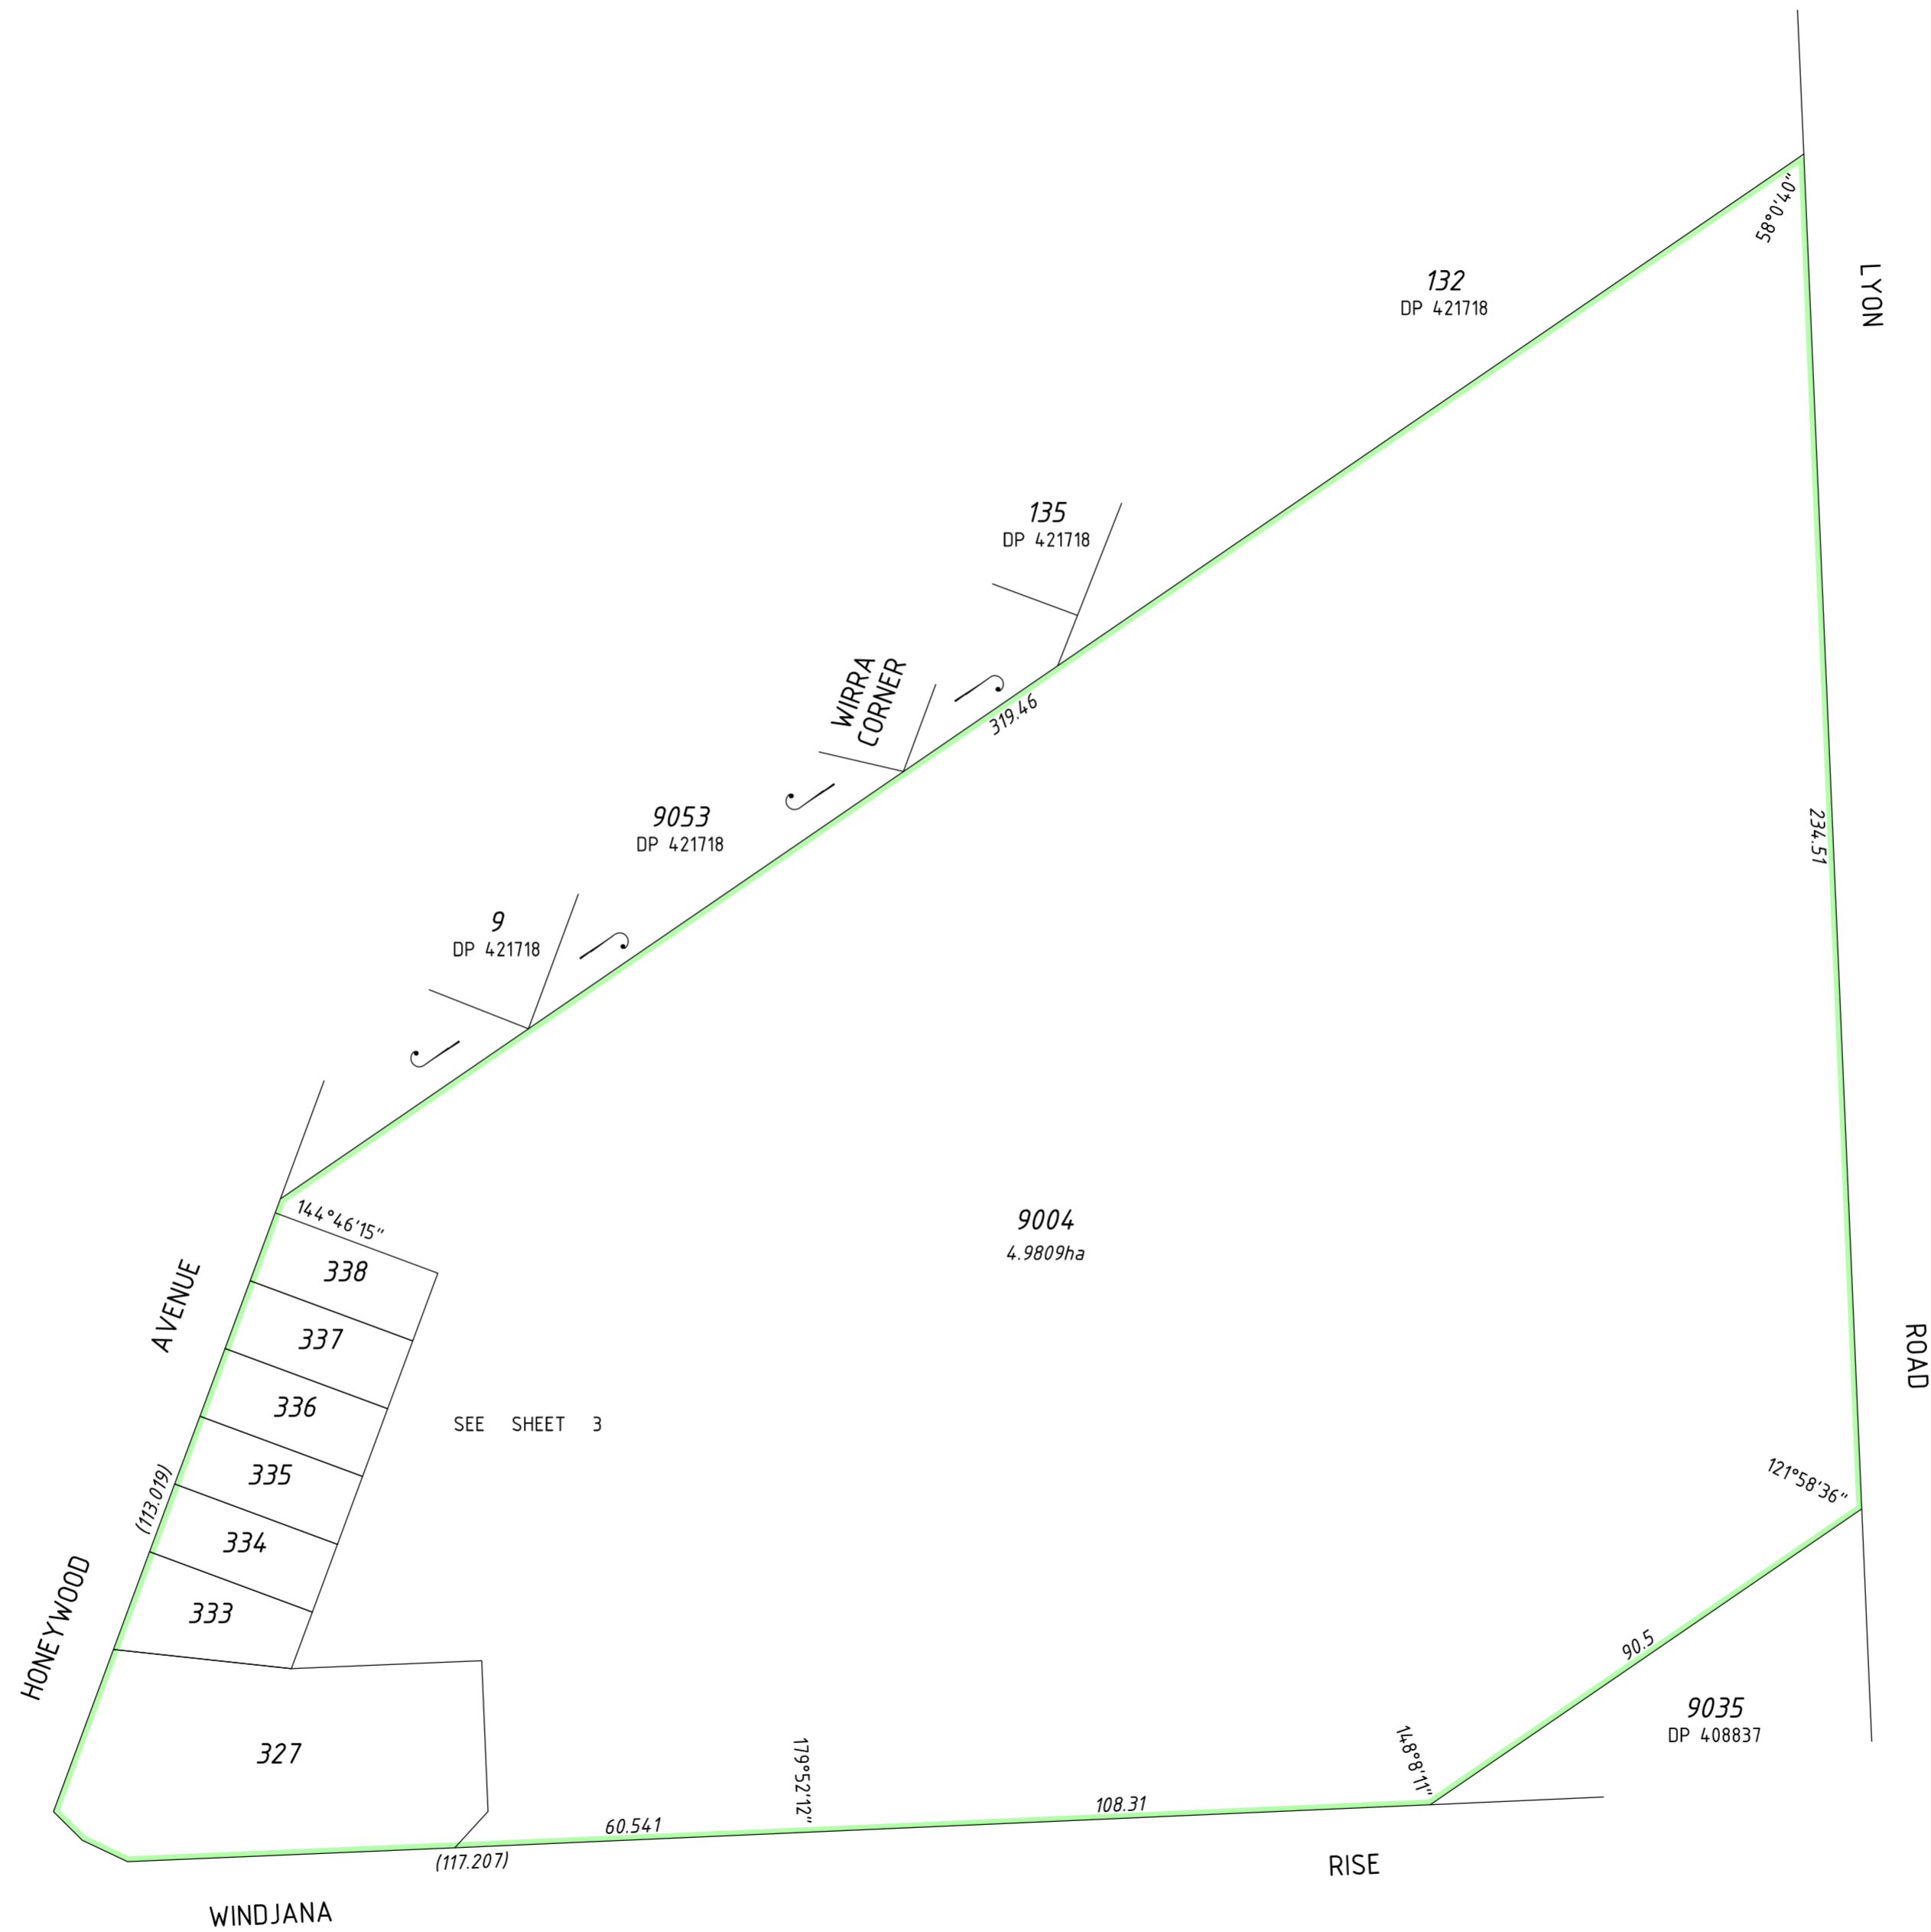 58°0'40"
LYON
132
DP 421718
135
DP 421718
WIRRA
CORNER
319.46
9053
DP 421718
234.51
9
DP 421718
144°46'15"
9004
4.9809ha
338
AVENUE
337
ROAD
336
SEE SHEET 3
335
121°58'36"
(113.019)
334
333
HONEYWOOD
90.5
9035
DP 408837
327
179°52'12"
148°8'11"
108.31
60.541
(117.207)
RISE
WINDJANA